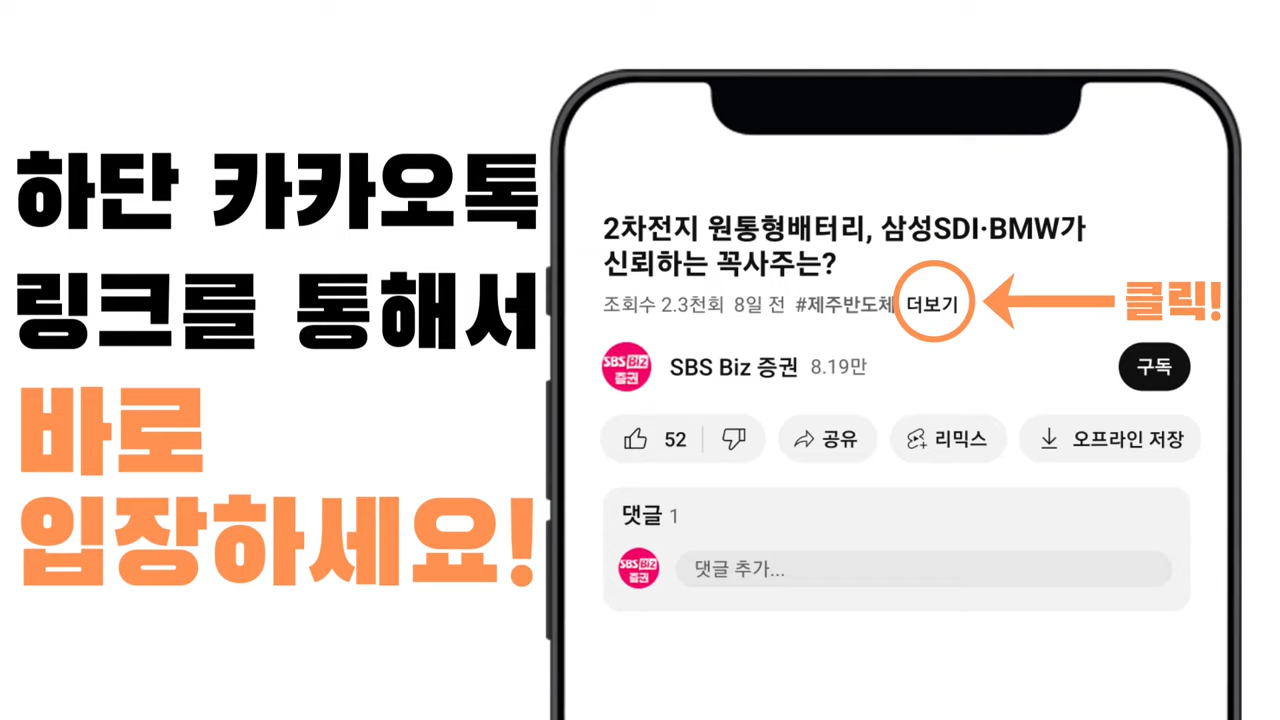 하단 카카오톡
링크를 통해서
바로
입장하세요!
2차전지 원통형배터리, 삼성SDI·BMW가
신뢰하는 꼭사주는?
조회수 2.3천회 8일 전 #제주반도체 더보기
클릭!
SBS Biz
증권
SBS Biz 증권 8.19만
구독
52
공유
리믹스
오프라인 저장
댓글 1
SBS Biz
증권
댓글 추가...